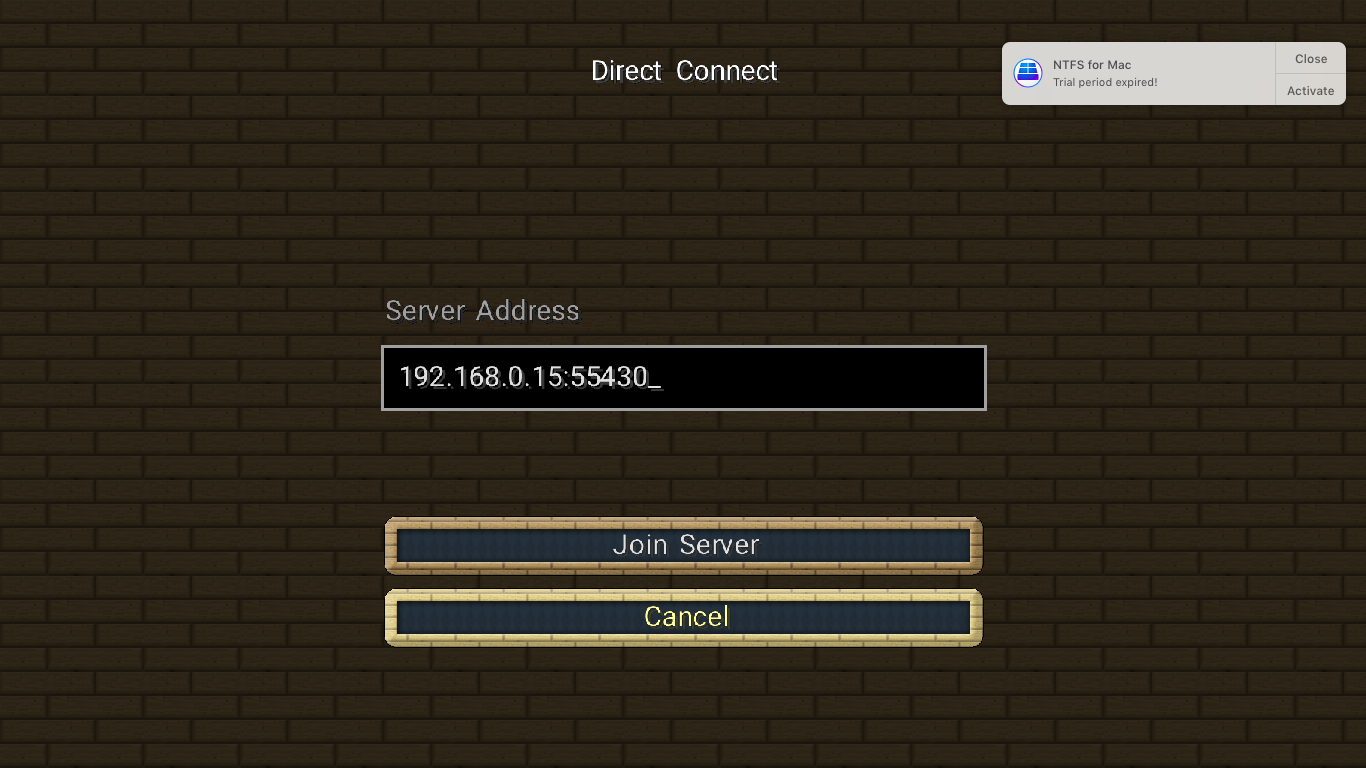 Direct Connect
NTFS for Mac
Trial period expired!
Close
Activate
Server Address
192.168.0.15:55430_
Join Server
Cancel